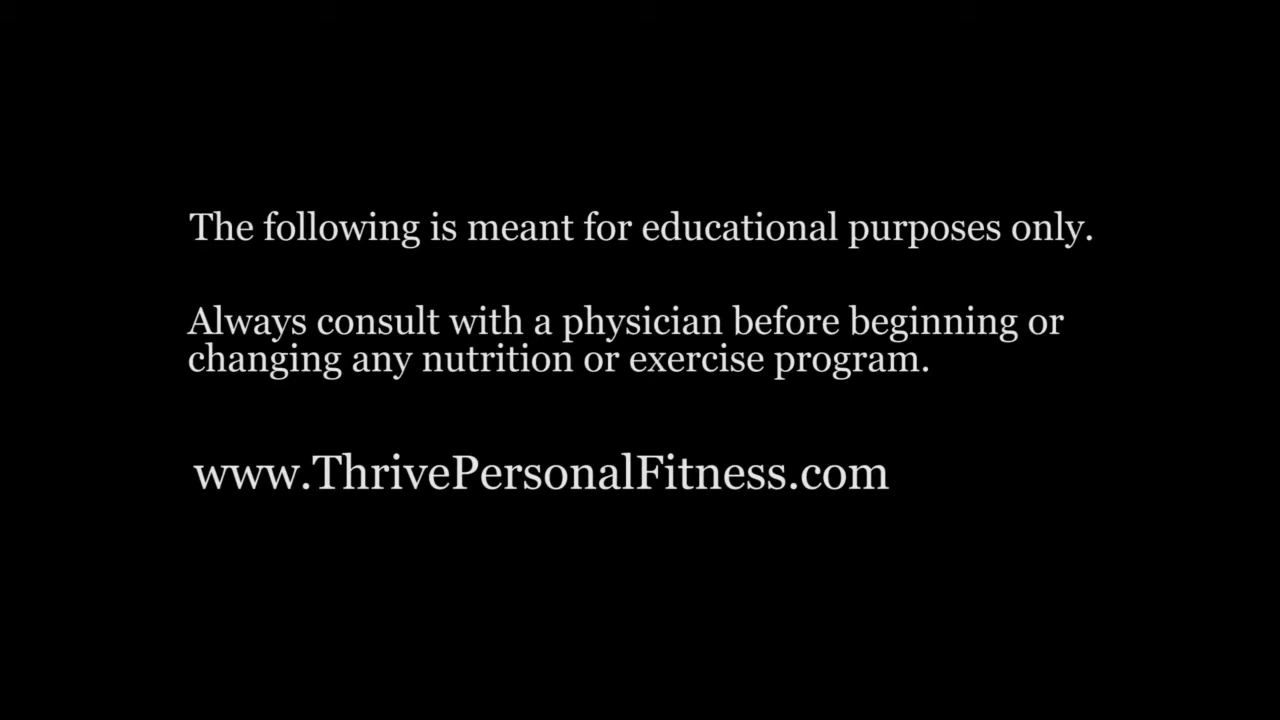 The following is meant for educational purposes only.
Always consult with a physician before beginning or
changing any nutrition or exercise program.
www.ThrivePersonalFitness.com